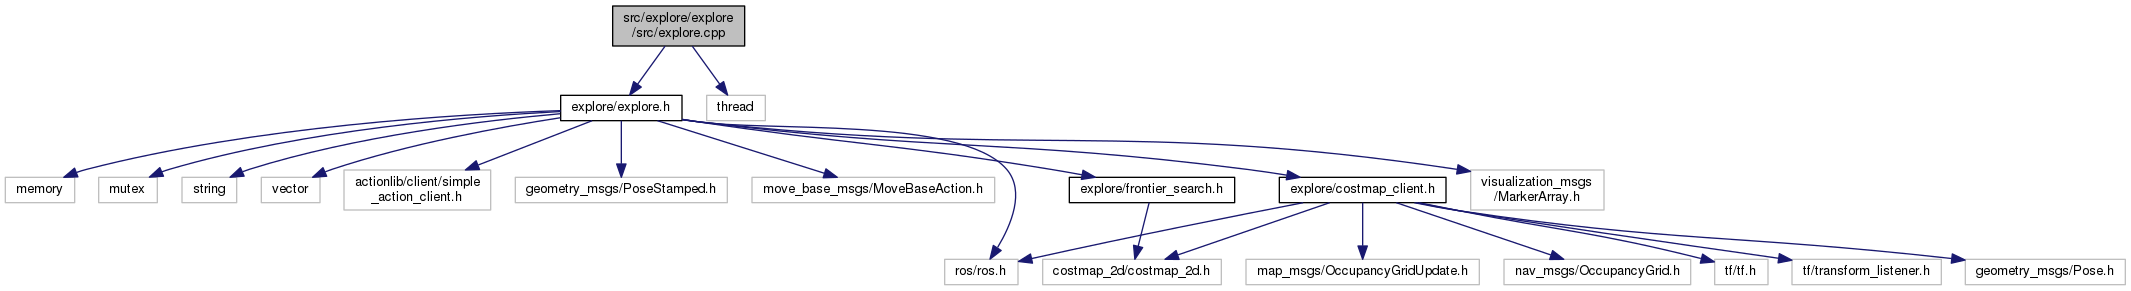 src/explore/explore
/src/explore.cpp
explore/explore.h
thread
memory
mutex
string
vector
actionlib/client/simple
_action_client.h
geometry_msgs/PoseStamped.h
move_base_msgs/MoveBaseAction.h
explore/frontier_search.h
explore/costmap_client.h
visualization_msgs
/MarkerArray.h
ros/ros.h
costmap_2d/costmap_2d.h
map_msgs/OccupancyGridUpdate.h
nav_msgs/OccupancyGrid.h
tf/tf.h
tf/transform_listener.h
geometry_msgs/Pose.h